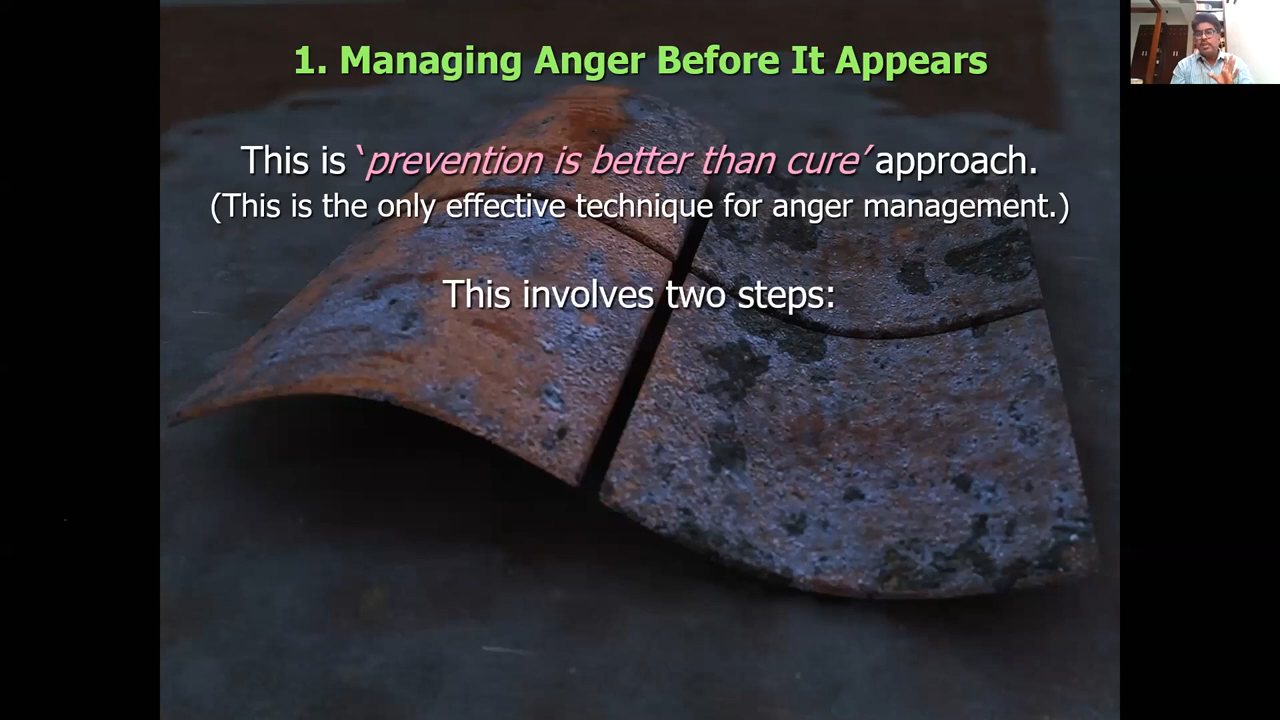 1. Managing Anger Before It Appears
This is ‘prevention is better than cure’ approach.
(This is the only effective technique for anger management.)
This involves two steps: